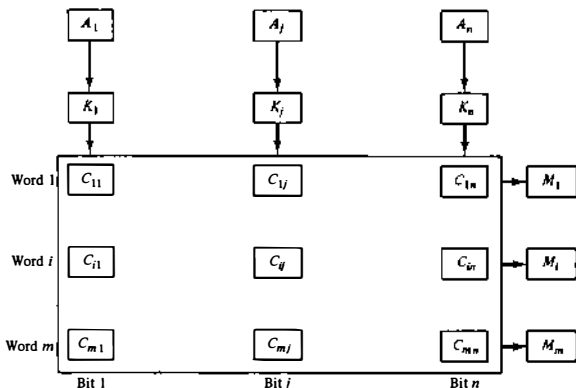 A₁ Aⱼ Aₙ
K₁ Kⱼ Kₙ
Word 1 C₁₁ C₁ⱼ C₁ₙ M₁
Word i Cᵢ₁ Cᵢⱼ Cᵢₙ Mᵢ
Word m Cₘ₁ Cₘⱼ Cₘₙ Mₘ
Bit 1 Bit j Bit n